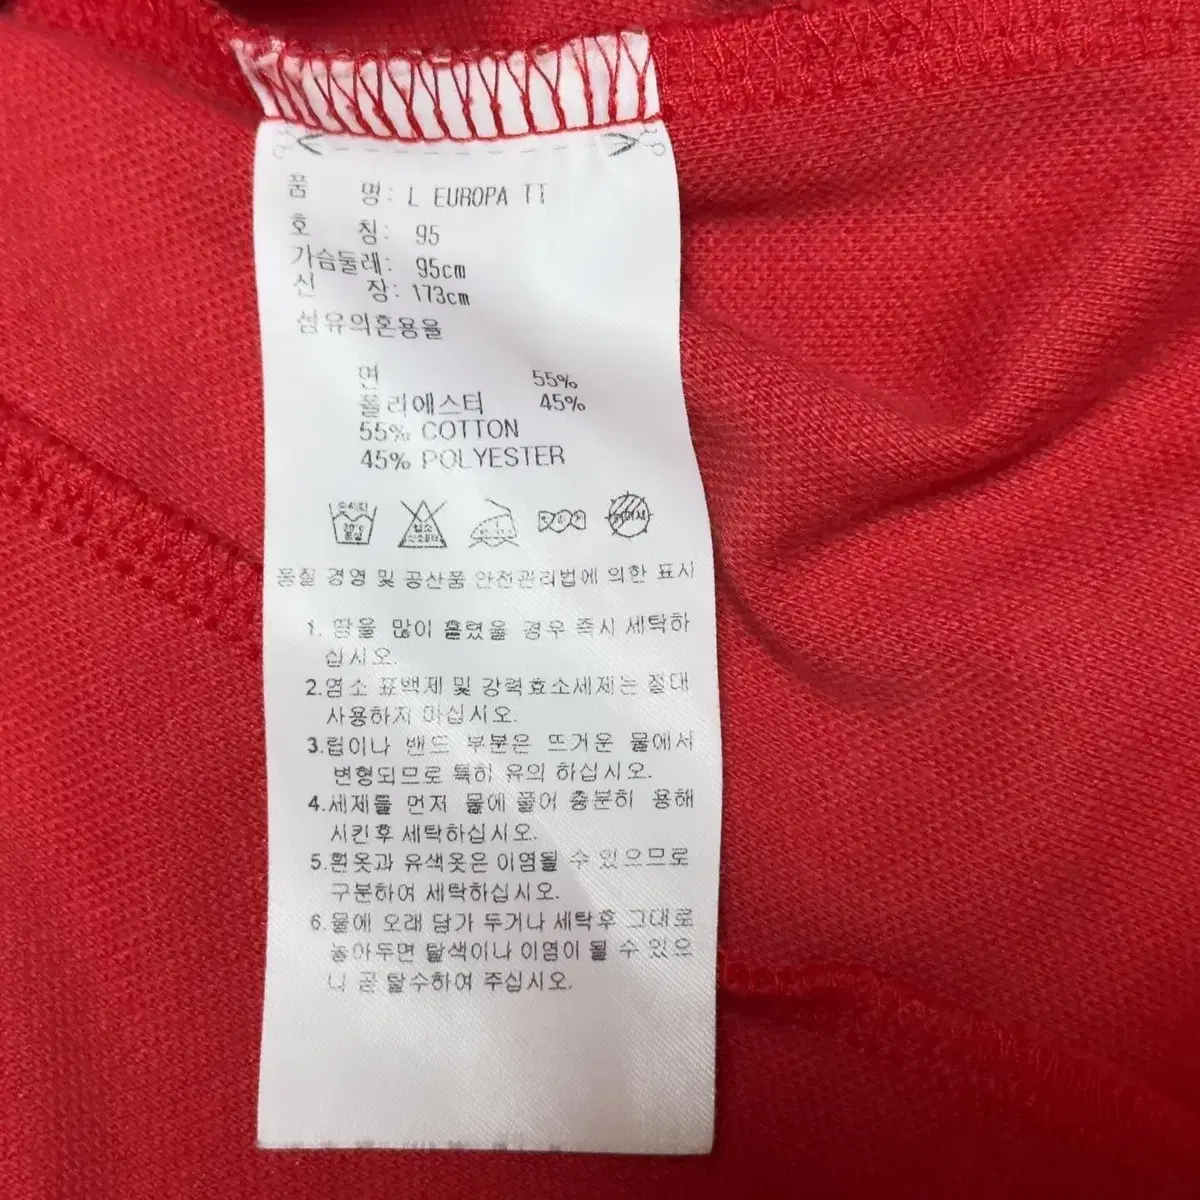 품 명: L EUROPA TT
호 칭: 95
가슴둘레: 95cm
신 장: 173cm
섬유의혼용율
면 55%
폴리에스터 45%
55% COTTON
45% POLYESTER
품질 경영 및 공산품 안전관리법에 의한 표시
1. 땀을 많이 흘렸을 경우 즉시 세탁하
십시오.
2.염소 표백제 및 강력효소세제는 절대
사용하지 마십시오.
3.립이나 밴드 부분은 뜨거운 물에서
변형되므로 특히 유의 하십시오.
4.세제를 먼저 물에 풀어 충분히 용해
시킨후 세탁하십시오.
5.흰옷과 유색옷은 이염될 수 있으므로
구분하여 세탁하십시오.
6.물에 오래 담가 두거나 세탁후 그대로
놓아두면 탈색이나 이염이 될 수 있으
니 곧 탈수하여 주십시오.